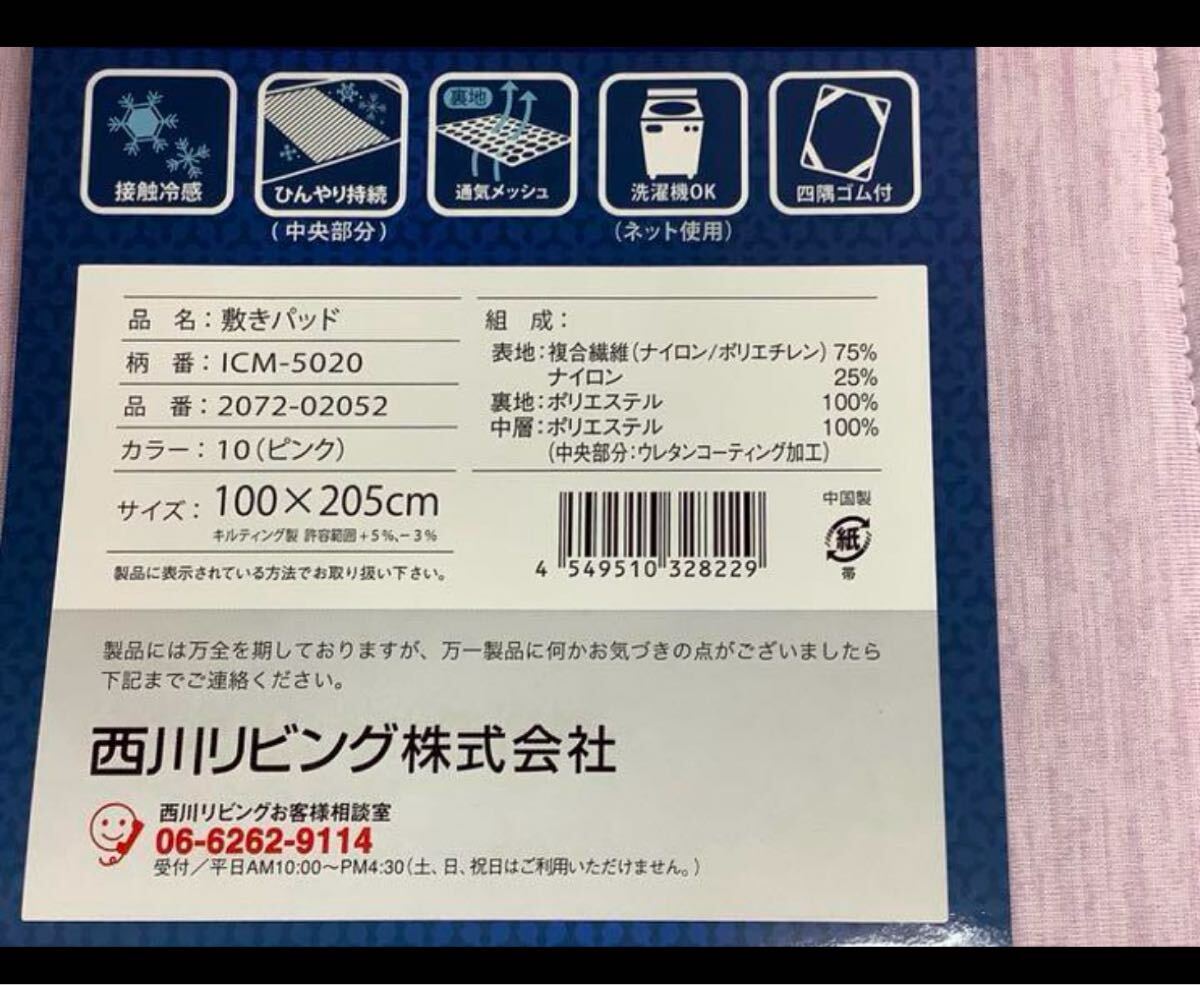 接触冷感
ひんやり持続
(中央部分)
裏地
通気メッシュ
洗濯機OK
(ネット使用)
四隅ゴム付
品 名：敷きパッド
柄 番：ICM-5020
品 番：2072-02052
カラー：10(ピンク)
サイズ：100×205cm
キルティング製 許容範囲+5%、-3%
製品に表示されている方法でお取り扱い下さい。
組 成：
表地：複合繊維(ナイロン/ポリエチレン) 75%
ナイロン 25%
裏地：ポリエステル 100%
中層：ポリエステル 100%
(中央部分：ウレタンコーティング加工)
4 549510 328229
中国製
紙
帯
製品には万全を期しておりますが、万一製品に何かお気づきの点がございましたら
下記までご連絡ください。
西川リビング株式会社
西川リビングお客様相談室
06-6262-9114
受付/平日AM10:00〜PM4:30(土、日、祝日はご利用いただけません。)